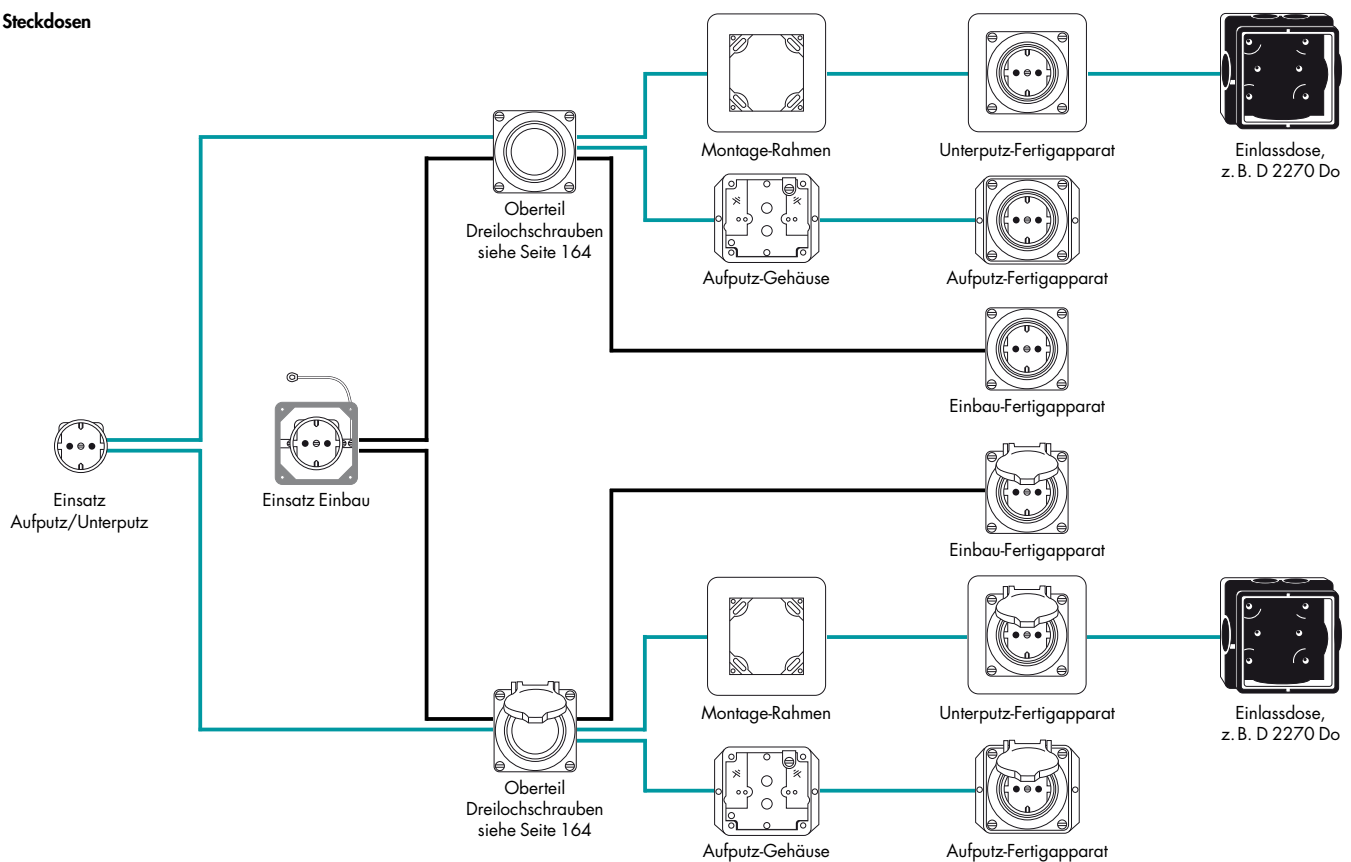 Steckdosen
Montage-Rahmen
Unterputz-Fertigapparat
Einlassdose,
z. B. D 2270 Do
Oberteil
Dreilochschrauben
siehe Seite 164
Aufputz-Gehäuse
Aufputz-Fertigapparat
Einbau-Fertigapparat
Einsatz
Aufputz/Unterputz
Einsatz Einbau
Einbau-Fertigapparat
Montage-Rahmen
Unterputz-Fertigapparat
Einlassdose,
z. B. D 2270 Do
Oberteil
Dreilochschrauben
siehe Seite 164
Aufputz-Gehäuse
Aufputz-Fertigapparat